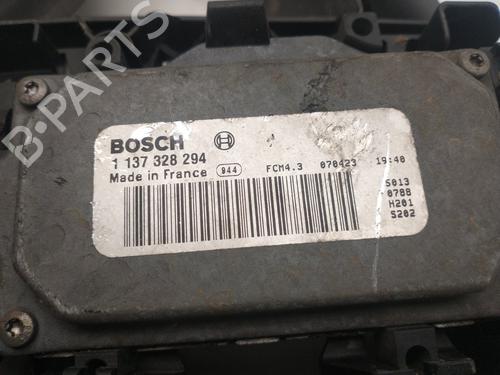 BOSCH
1 137 328 294
Made in France 944 FCM4.3 070423 19:40
S013
0788
H201
S202
B-PARTS